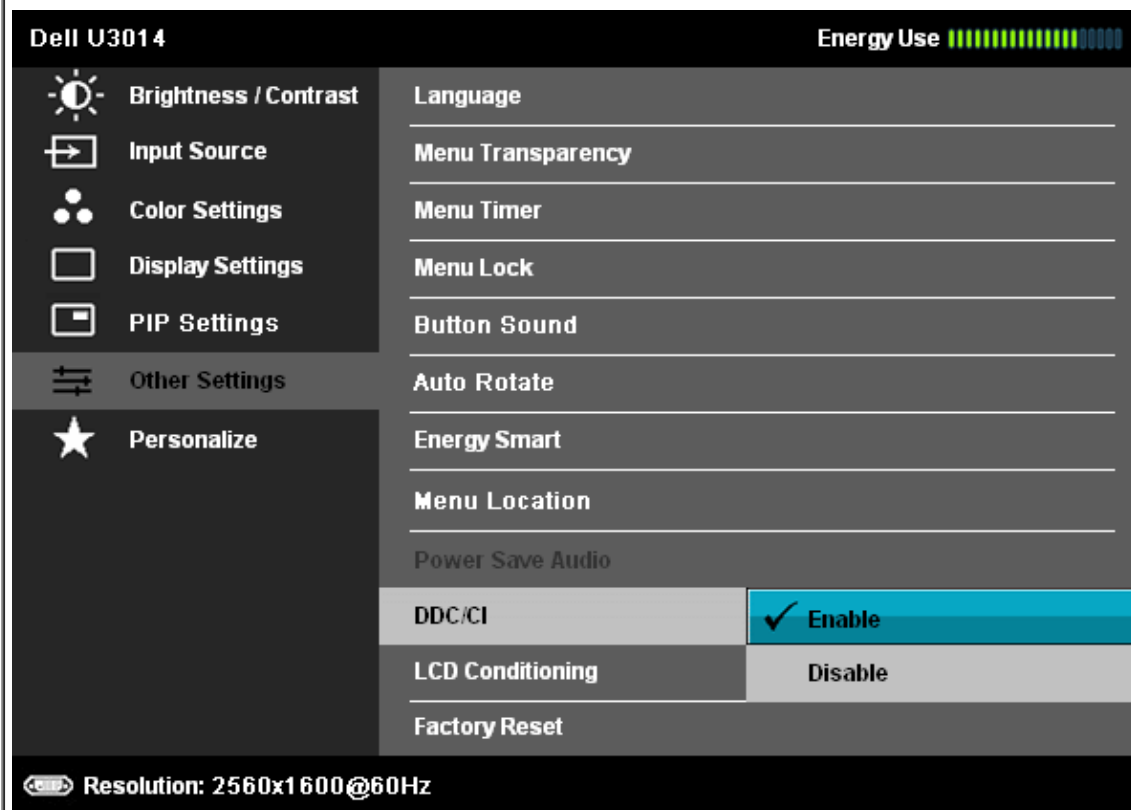 Dell U3014 Energy Use
Brightness / Contrast
Input Source
Color Settings
Display Settings
PIP Settings
Other Settings
Personalize
Language
Menu Transparency
Menu Timer
Menu Lock
Button Sound
Auto Rotate
Energy Smart
Menu Location
Power Save Audio
DDC/CI
LCD Conditioning
Factory Reset
Enable
Disable
Resolution: 2560x1600@60Hz